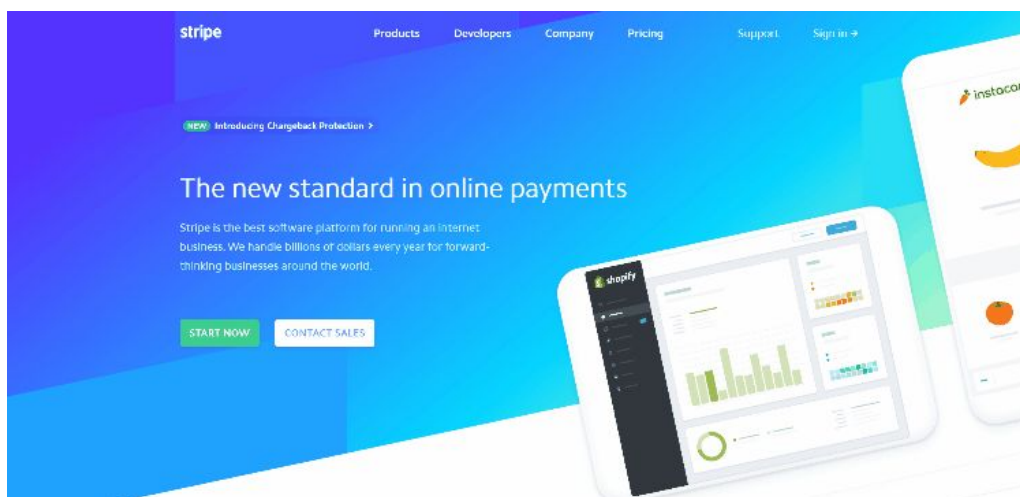 stripe
Products Developers Company Pricing Support Sign in →
NEW Introducing Chargeback Protection >
The new standard in online payments
Stripe is the best software platform for running an internet
business. We handle billions of dollars every year for forward-
thinking businesses around the world.
START NOW CONTACT SALES
shopify